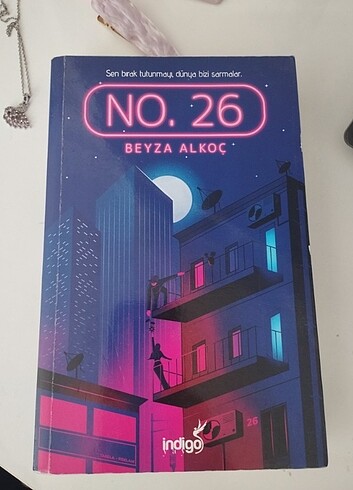 Sen bırak tutunmayı, dünya bizi sarmalar.
NO. 26
BEYZA ALKOÇ
26
indigo